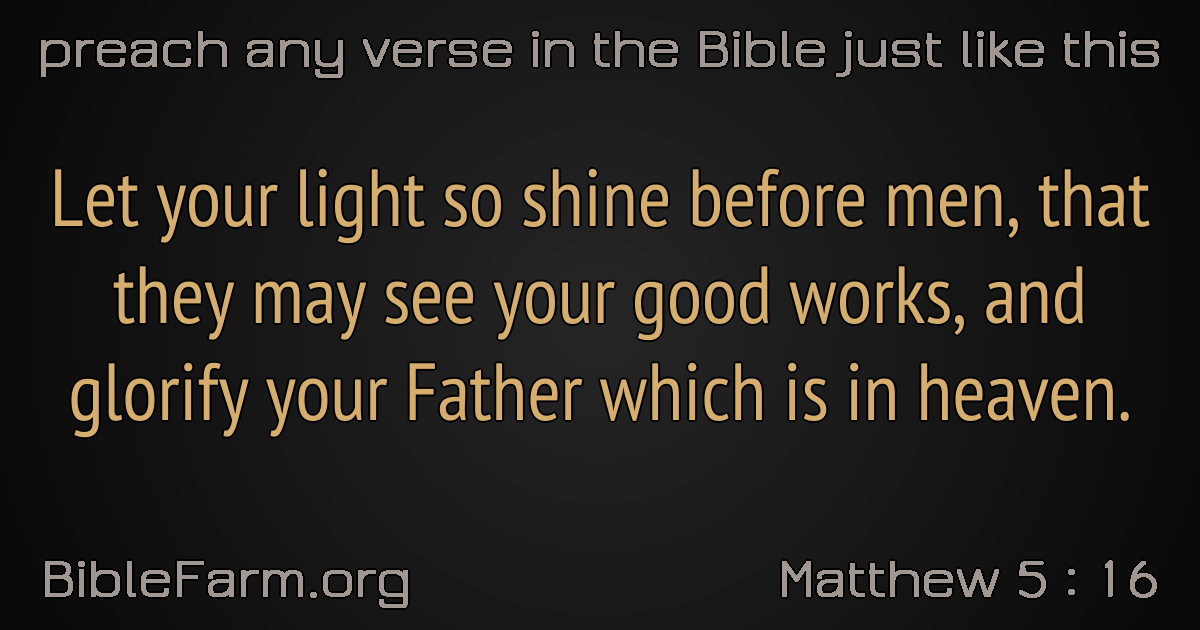 preach any verse in the Bible just like this
Let your light so shine before men, that
they may see your good works, and
glorify your Father which is in heaven.
BibleFarm.org
Matthew 5 : 16